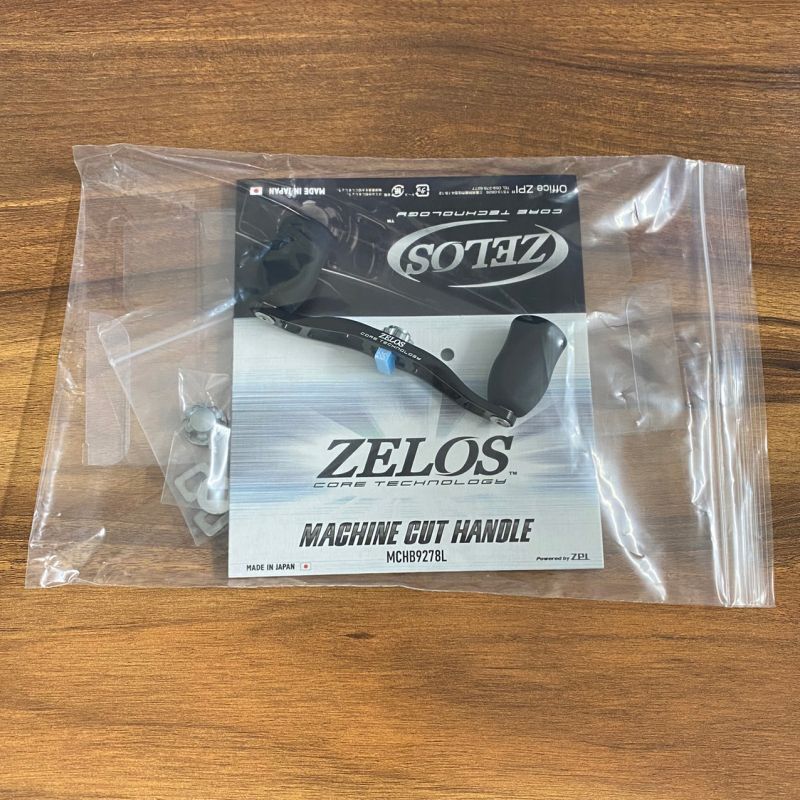 Office ZPI
MADE IN JAPAN
CORE TECHNOLOGY
ZELOS
ZELOS
CORE TECHNOLOGY
ZELOS™
CORE TECHNOLOGY
MACHINE CUT HANDLE
MCHB9278L
MADE IN JAPAN
Powered by ZPI